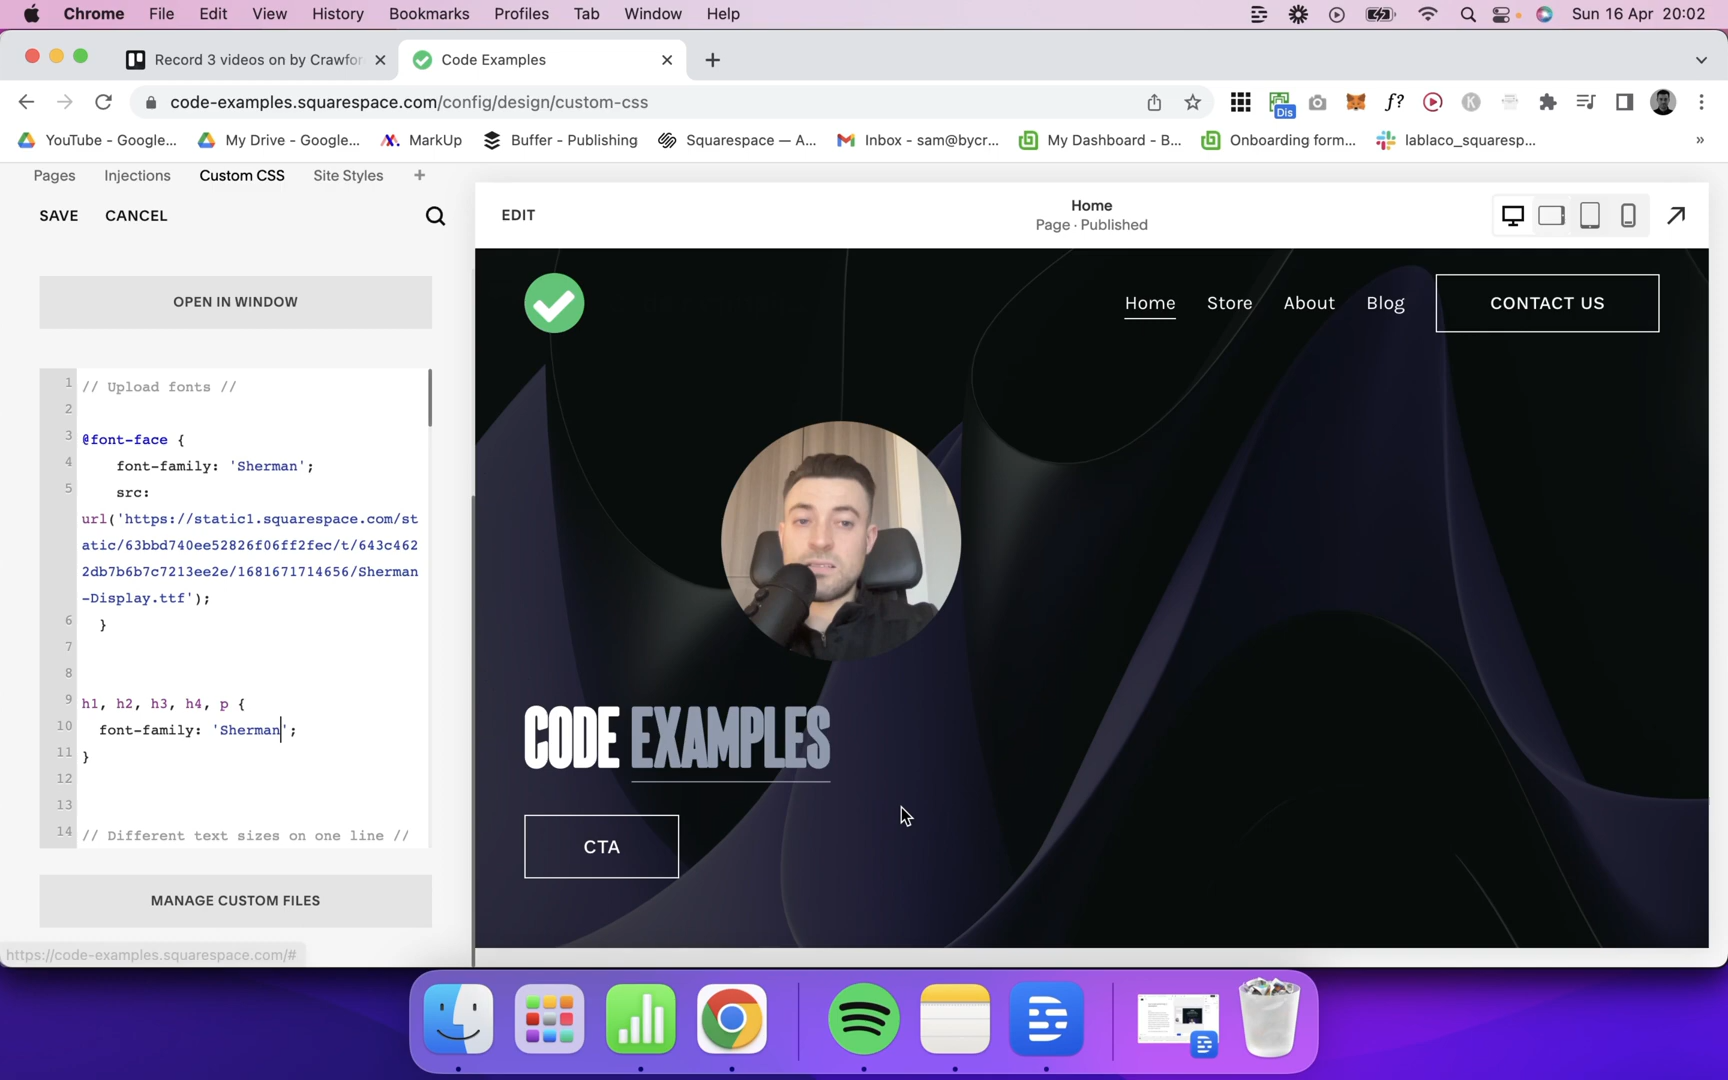 Chrome File Edit View History Bookmarks Profiles Tab Window Help Sun 16 Apr 20:02
Record 3 videos on by Crawfor
Code Examples
code-examples.squarespace.com/config/design/custom-css
f?
Dis
YouTube - Google...
My Drive - Google...
MarkUp
Buffer - Publishing
Squarespace — A...
Inbox - sam@bycr...
My Dashboard - B...
Onboarding form...
lablaco_squaresp...
»
Pages Injections Custom CSS Site Styles +
SAVE CANCEL
EDIT
Home
Page · Published
OPEN IN WINDOW
1 // Upload fonts //
2
3 @font-face {
4 font-family: 'Sherman';
5 src:
url('https://static1.squarespace.com/st
atic/63bbd740ee52826f06ff2fec/t/643c462
2db7b6b7c7213ee2e/1681671714656/Sherman
-Display.ttf');
6 }
7
8
9 h1, h2, h3, h4, p {
10 font-family: 'Sherman';
11 }
12
13
14 // Different text sizes on one line //
MANAGE CUSTOM FILES
https://code-examples.squarespace.com/#
Home Store About Blog CONTACT US
CODE EXAMPLES
CTA